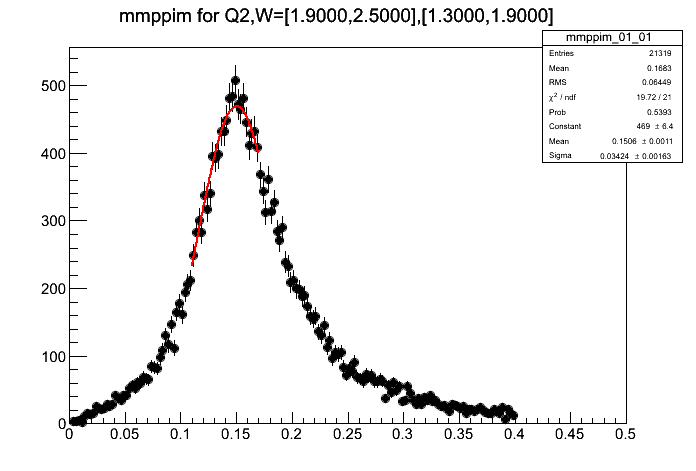 mmppim for Q2,W=[1.9000,2.5000],[1.3000,1.9000]
mmppim_01_01
Entries 21319
Mean 0.1683
RMS 0.06449
χ² / ndf 19.72 / 21
Prob 0.5393
Constant 469 ± 6.4
Mean 0.1506 ± 0.0011
Sigma 0.03424 ± 0.00163
500
400
300
200
100
0
0 0.05 0.1 0.15 0.2 0.25 0.3 0.35 0.4 0.45 0.5